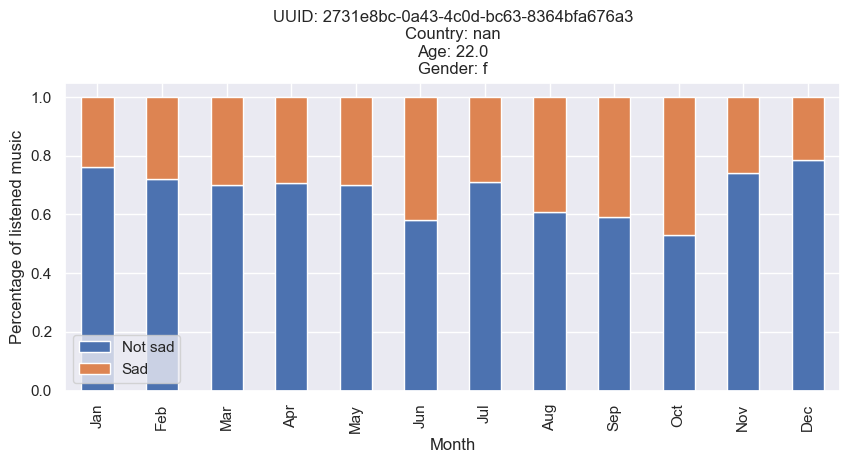 UUID: 2731e8bc-0a43-4c0d-bc63-8364bfa676a3
Country: nan
Age: 22.0
Gender: f
Percentage of listened music
1.0
0.8
0.6
0.4
0.2
0.0
Not sad
Sad
Jan Feb Mar Apr May Jun Jul Aug Sep Oct Nov Dec
Month